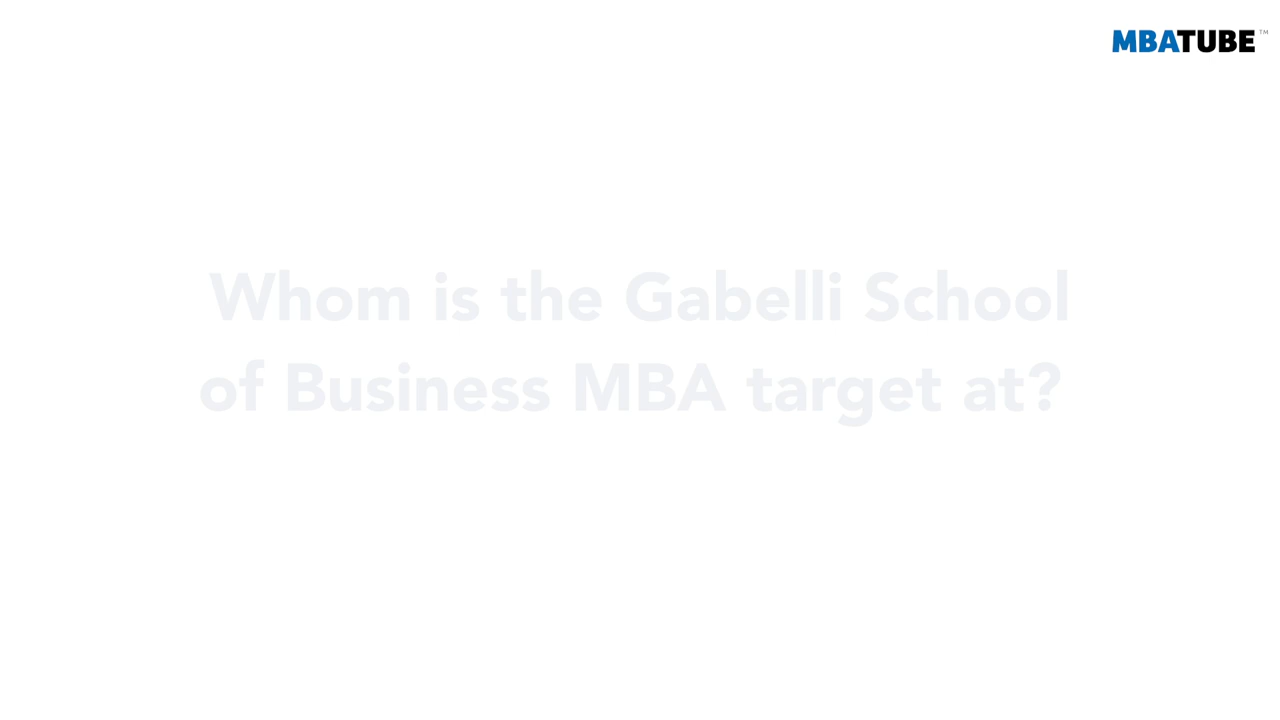 MBATUBE™
Whom is the Gabelli School
of Business MBA target at?